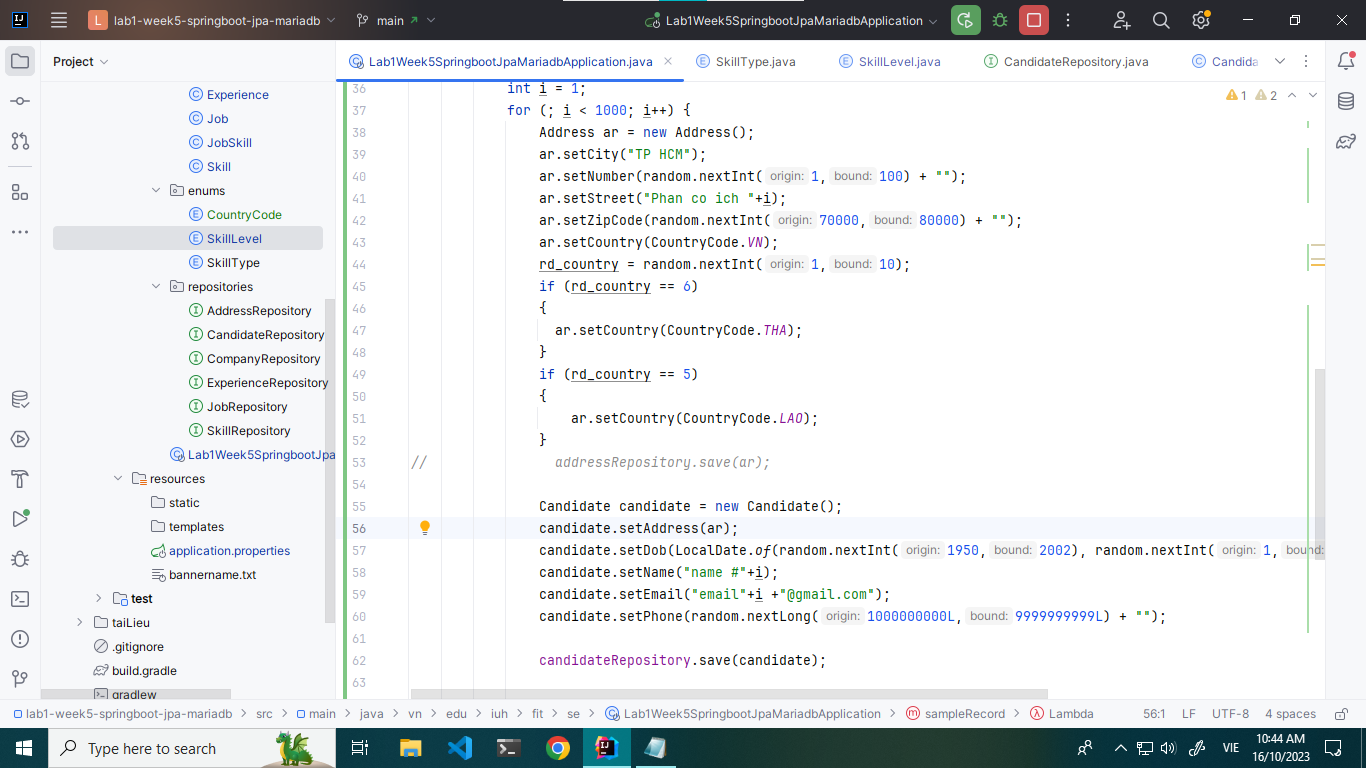 L lab1-week5-springboot-jpa-mariadb main Lab1Week5SpringbootJpaMariadbApplication
Project
Lab1Week5SpringbootJpaMariadbApplication.java SkillType.java SkillLevel.java CandidateRepository.java Candida
Experience
Job
JobSkill
Skill
enums
CountryCode
SkillLevel
SkillType
repositories
AddressRepository
CandidateRepository
CompanyRepository
ExperienceRepository
JobRepository
SkillRepository
Lab1Week5SpringbootJpa
resources
static
templates
application.properties
bannername.txt
test
taiLieu
.gitignore
build.gradle
gradlew
1 2
36 int i = 1;
37 for (; i < 1000; i++) {
38 Address ar = new Address();
39 ar.setCity("TP HCM");
40 ar.setNumber(random.nextInt( origin: 1, bound: 100) + "");
41 ar.setStreet("Phan co ich "+i);
42 ar.setZipCode(random.nextInt( origin: 70000, bound: 80000) + "");
43 ar.setCountry(CountryCode.VN);
44 rd_country = random.nextInt( origin: 1, bound: 10);
45 if (rd_country == 6)
46 {
47 ar.setCountry(CountryCode.THA);
48 }
49 if (rd_country == 5)
50 {
51 ar.setCountry(CountryCode.LAO);
52 }
53 // addressRepository.save(ar);
54
55 Candidate candidate = new Candidate();
56 candidate.setAddress(ar);
57 candidate.setDob(LocalDate.of(random.nextInt( origin: 1950, bound: 2002), random.nextInt( origin: 1, bound:
58 candidate.setName("name #"+i);
59 candidate.setEmail("email"+i +"@gmail.com");
60 candidate.setPhone(random.nextLong( origin: 1000000000L, bound: 9999999999L) + "");
61
62 candidateRepository.save(candidate);
63
lab1-week5-springboot-jpa-mariadb > src > main > java > vn > edu > iuh > fit > se > Lab1Week5SpringbootJpaMariadbApplication > sampleRecord > Lambda 56:1 LF UTF-8 4 spaces
Type here to search
VIE
10:44 AM
16/10/2023